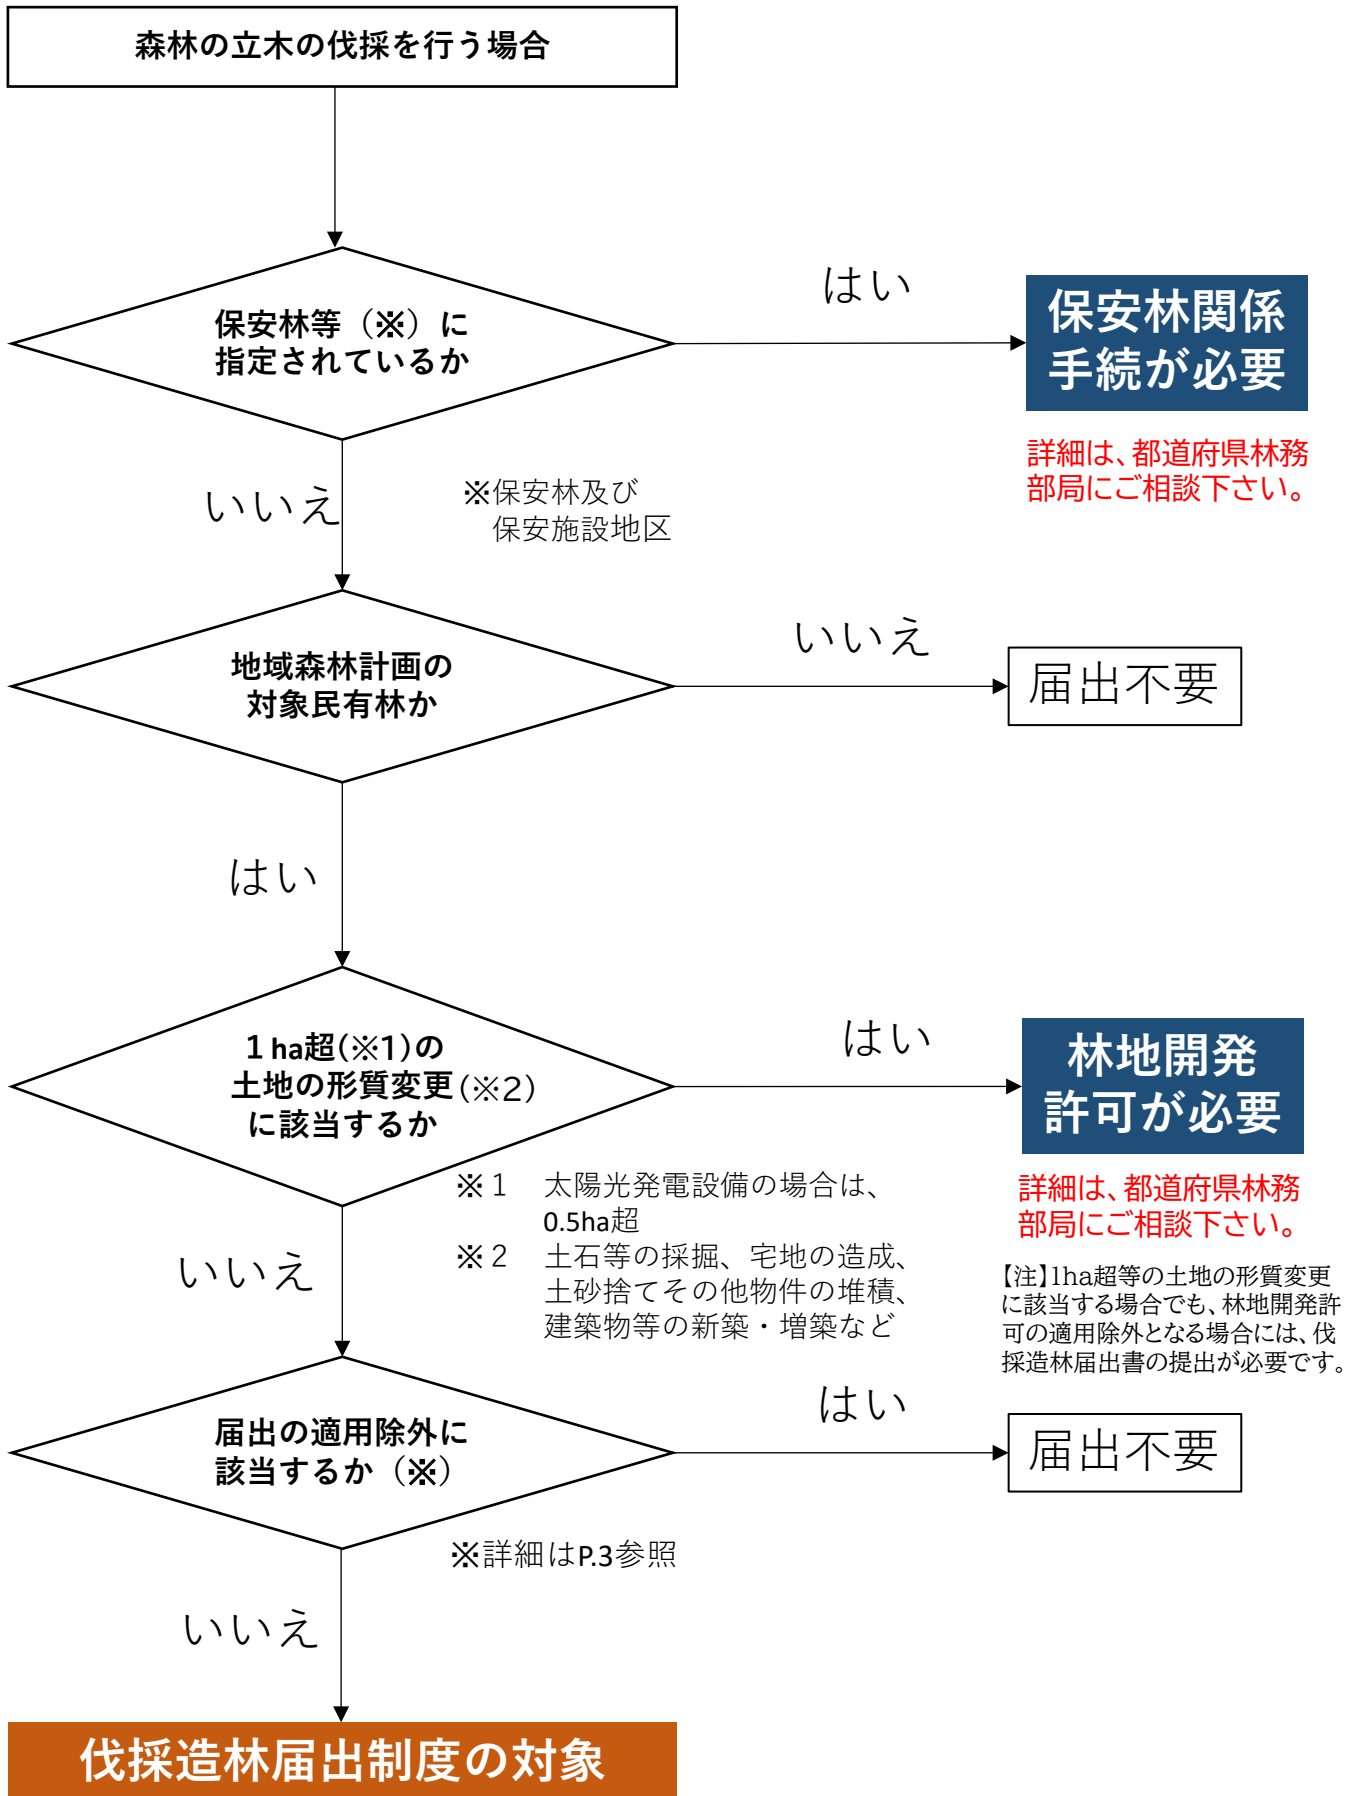 森林の立木の伐採を行う場合
保安林等（※）に
指定されているか
はい
保安林関係
手続が必要
詳細は、都道府県林務
部局にご相談下さい。
いいえ
※保安林及び
保安施設地区
地域森林計画の
対象民有林か
いいえ
届出不要
はい
１ha超(※1)の
土地の形質変更(※2)
に該当するか
はい
林地開発
許可が必要
詳細は、都道府県林務
部局にご相談下さい。
【注】1ha超等の土地の形質変更
に該当する場合でも、林地開発許
可の適用除外となる場合には、伐
採造林届出書の提出が必要です。
いいえ
※１　太陽光発電設備の場合は、
0.5ha超
※２　土石等の採掘、宅地の造成、
土砂捨てその他物件の堆積、
建築物等の新築・増築など
届出の適用除外に
該当するか（※）
はい
届出不要
※詳細はP.3参照
いいえ
伐採造林届出制度の対象